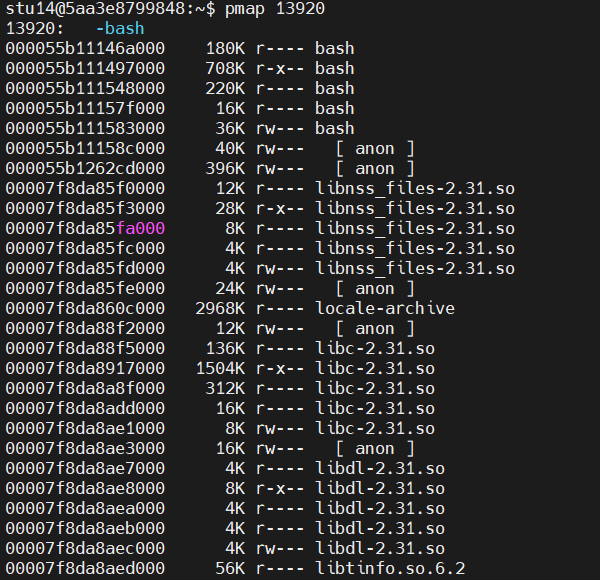 stu14@5aa3e8799848:~$ pmap 13920
13920:   -bash
000055b11146a000    180K r---- bash
000055b111497000    708K r-x-- bash
000055b111548000    220K r---- bash
000055b11157f000     16K r---- bash
000055b111583000     36K rw--- bash
000055b11158c000     40K rw---   [ anon ]
000055b1262cd000    396K rw---   [ anon ]
00007f8da85f0000     12K r---- libnss_files-2.31.so
00007f8da85f3000     28K r-x-- libnss_files-2.31.so
00007f8da85fa000      8K r---- libnss_files-2.31.so
00007f8da85fc000      4K r---- libnss_files-2.31.so
00007f8da85fd000      4K rw--- libnss_files-2.31.so
00007f8da85fe000     24K rw---   [ anon ]
00007f8da860c000   2968K r---- locale-archive
00007f8da88f2000     12K rw---   [ anon ]
00007f8da88f5000    136K r---- libc-2.31.so
00007f8da8917000   1504K r-x-- libc-2.31.so
00007f8da8a8f000    312K r---- libc-2.31.so
00007f8da8add000     16K r---- libc-2.31.so
00007f8da8ae1000      8K rw--- libc-2.31.so
00007f8da8ae3000     16K rw---   [ anon ]
00007f8da8ae7000      4K r---- libdl-2.31.so
00007f8da8ae8000      8K r-x-- libdl-2.31.so
00007f8da8aea000      4K r---- libdl-2.31.so
00007f8da8aeb000      4K r---- libdl-2.31.so
00007f8da8aec000      4K rw--- libdl-2.31.so
00007f8da8aed000     56K r---- libtinfo.so.6.2